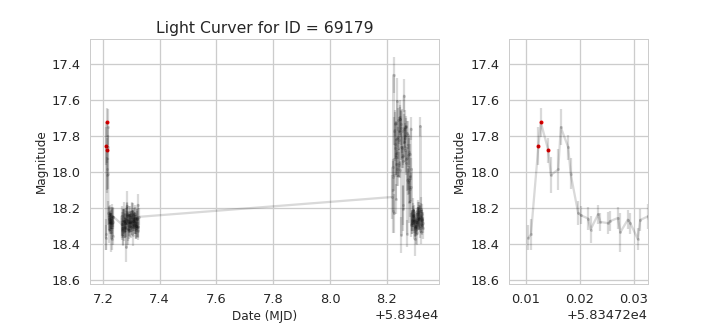 Light Curver for ID = 69179
Magnitude
17.4
17.6
17.8
18.0
18.2
18.4
18.6
7.2 7.4 7.6 7.8 8.0 8.2
Date (MJD)
+5.834e4
Magnitude
17.4
17.6
17.8
18.0
18.2
18.4
18.6
0.01 0.02 0.03
+5.83472e4